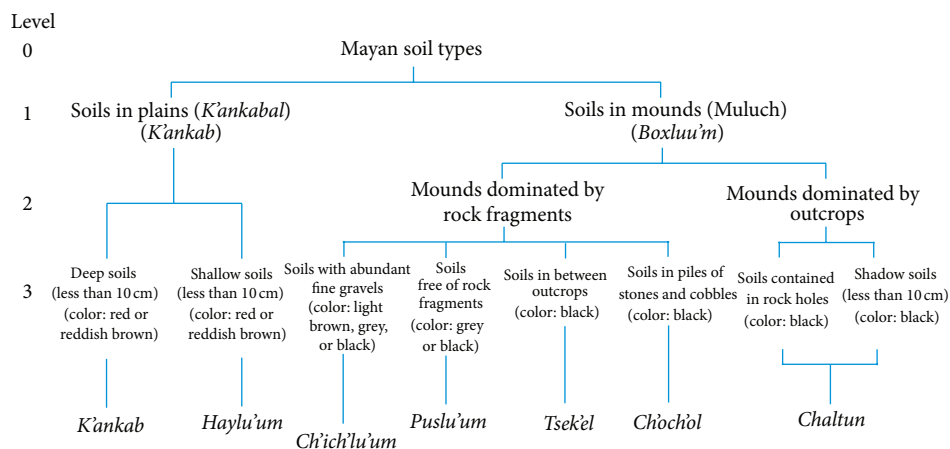 Level
0
Mayan soil types
1
Soils in plains (K'ankabal)
(K'ankab)
Soils in mounds (Muluch)
(Boxluu'm)
2
Mounds dominated by
rock fragments
Mounds dominated by
outcrops
3
Deep soils
(less than 10 cm)
(color: red or
reddish brown)
Shallow soils
(less than 10 cm)
(color: red or
reddish brown)
Soils with abundant
fine gravels
(color: light
brown, grey,
or black)
Soils
free of rock
fragments
(color: grey
or black)
Soils in between
outcrops
(color: black)
Soils in piles of
stones and cobbles
(color: black)
Soils contained
in rock holes
(color: black)
Shadow soils
(less than 10 cm)
(color: black)
K'ankab
Haylu'um
Ch'ich'lu'um
Puslu'um
Tsek'el
Ch'och'ol
Chaltun